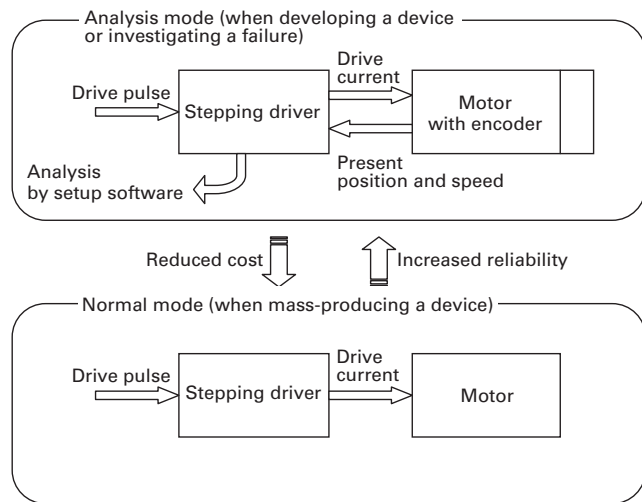 Analysis mode (when developing a device
or investigating a failure)
Drive pulse
Stepping driver
Drive
current
Motor
with encoder
Present
position and speed
Analysis
by setup software
Reduced cost
Increased reliability
Normal mode (when mass-producing a device)
Drive pulse
Stepping driver
Drive
current
Motor